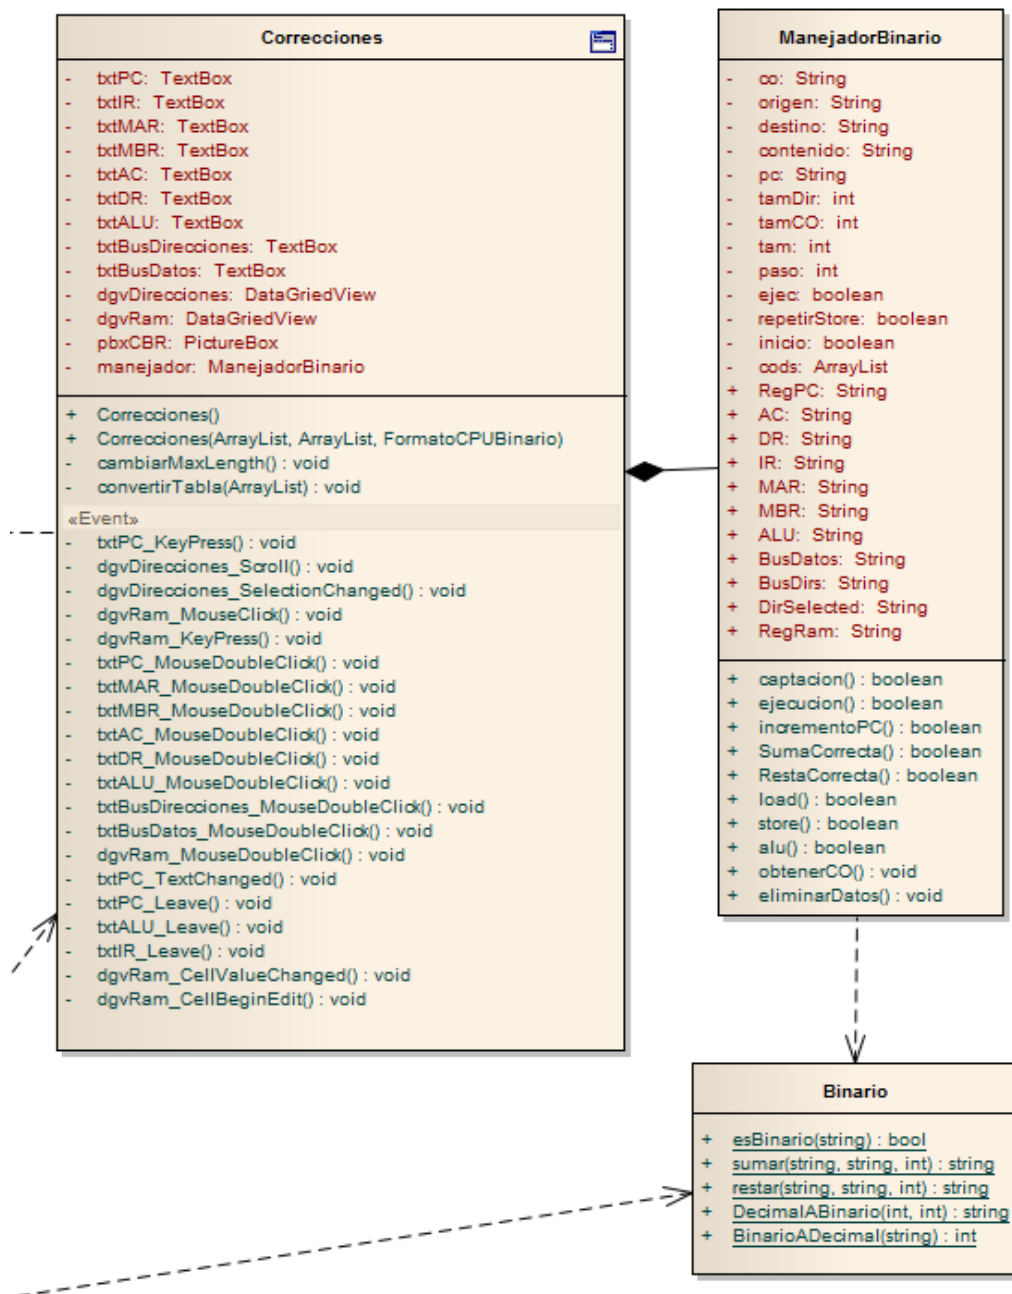 Correcciones
- txtPC: TextBox
- txtIR: TextBox
- txtMAR: TextBox
- txtMBR: TextBox
- txtAC: TextBox
- txtDR: TextBox
- txtALU: TextBox
- txtBusDirecciones: TextBox
- txtBusDatos: TextBox
- dgvDirecciones: DataGriedView
- dgvRam: DataGriedView
- pbxCBR: PictureBox
- manejador: ManejadorBinario
+ Correcciones()
+ Correcciones(ArrayList, ArrayList, FormatoCPUBinario)
- cambiarMaxLength() : void
- convertirTabla(ArrayList) : void
«Event»
- txtPC_KeyPress() : void
- dgvDirecciones_Scroll() : void
- dgvDirecciones_SelectionChanged() : void
- dgvRam_MouseClick() : void
- dgvRam_KeyPress() : void
- txtPC_MouseDoubleClick() : void
- txtMAR_MouseDoubleClick() : void
- txtMBR_MouseDoubleClick() : void
- txtAC_MouseDoubleClick() : void
- txtDR_MouseDoubleClick() : void
- txtALU_MouseDoubleClick() : void
- txtBusDirecciones_MouseDoubleClick() : void
- txtBusDatos_MouseDoubleClick() : void
- dgvRam_MouseDoubleClick() : void
- txtPC_TextChanged() : void
- txtPC_Leave() : void
- txtALU_Leave() : void
- txtIR_Leave() : void
- dgvRam_CellValueChanged() : void
- dgvRam_CellBeginEdit() : void
ManejadorBinario
- co: String
- origen: String
- destino: String
- contenido: String
- pc: String
- tamDir: int
- tamCO: int
- tam: int
- paso: int
- ejec: boolean
- repetirStore: boolean
- inicio: boolean
- cods: ArrayList
+ RegPC: String
+ AC: String
+ DR: String
+ IR: String
+ MAR: String
+ MBR: String
+ ALU: String
+ BusDatos: String
+ BusDirs: String
+ DirSelected: String
+ RegRam: String
+ captacion() : boolean
+ ejecucion() : boolean
+ incrementoPC() : boolean
+ SumaCorrecta() : boolean
+ RestaCorrecta() : boolean
+ load() : boolean
+ store() : boolean
+ alu() : boolean
+ obtenerCO() : void
+ eliminarDatos() : void
Binario
+ esBinario(string) : bool
+ sumar(string, string, int) : string
+ restar(string, string, int) : string
+ DecimalABinario(int, int) : string
+ BinarioADecimal(string) : int